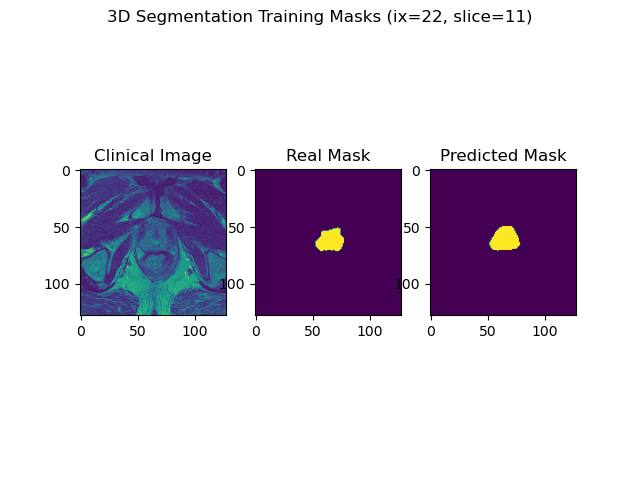 3D Segmentation Training Masks (ix=22, slice=11)
Clinical Image Real Mask Predicted Mask
0 0 0
50 50 50
100 100 100
0 50 100 0 50 100 0 50 100